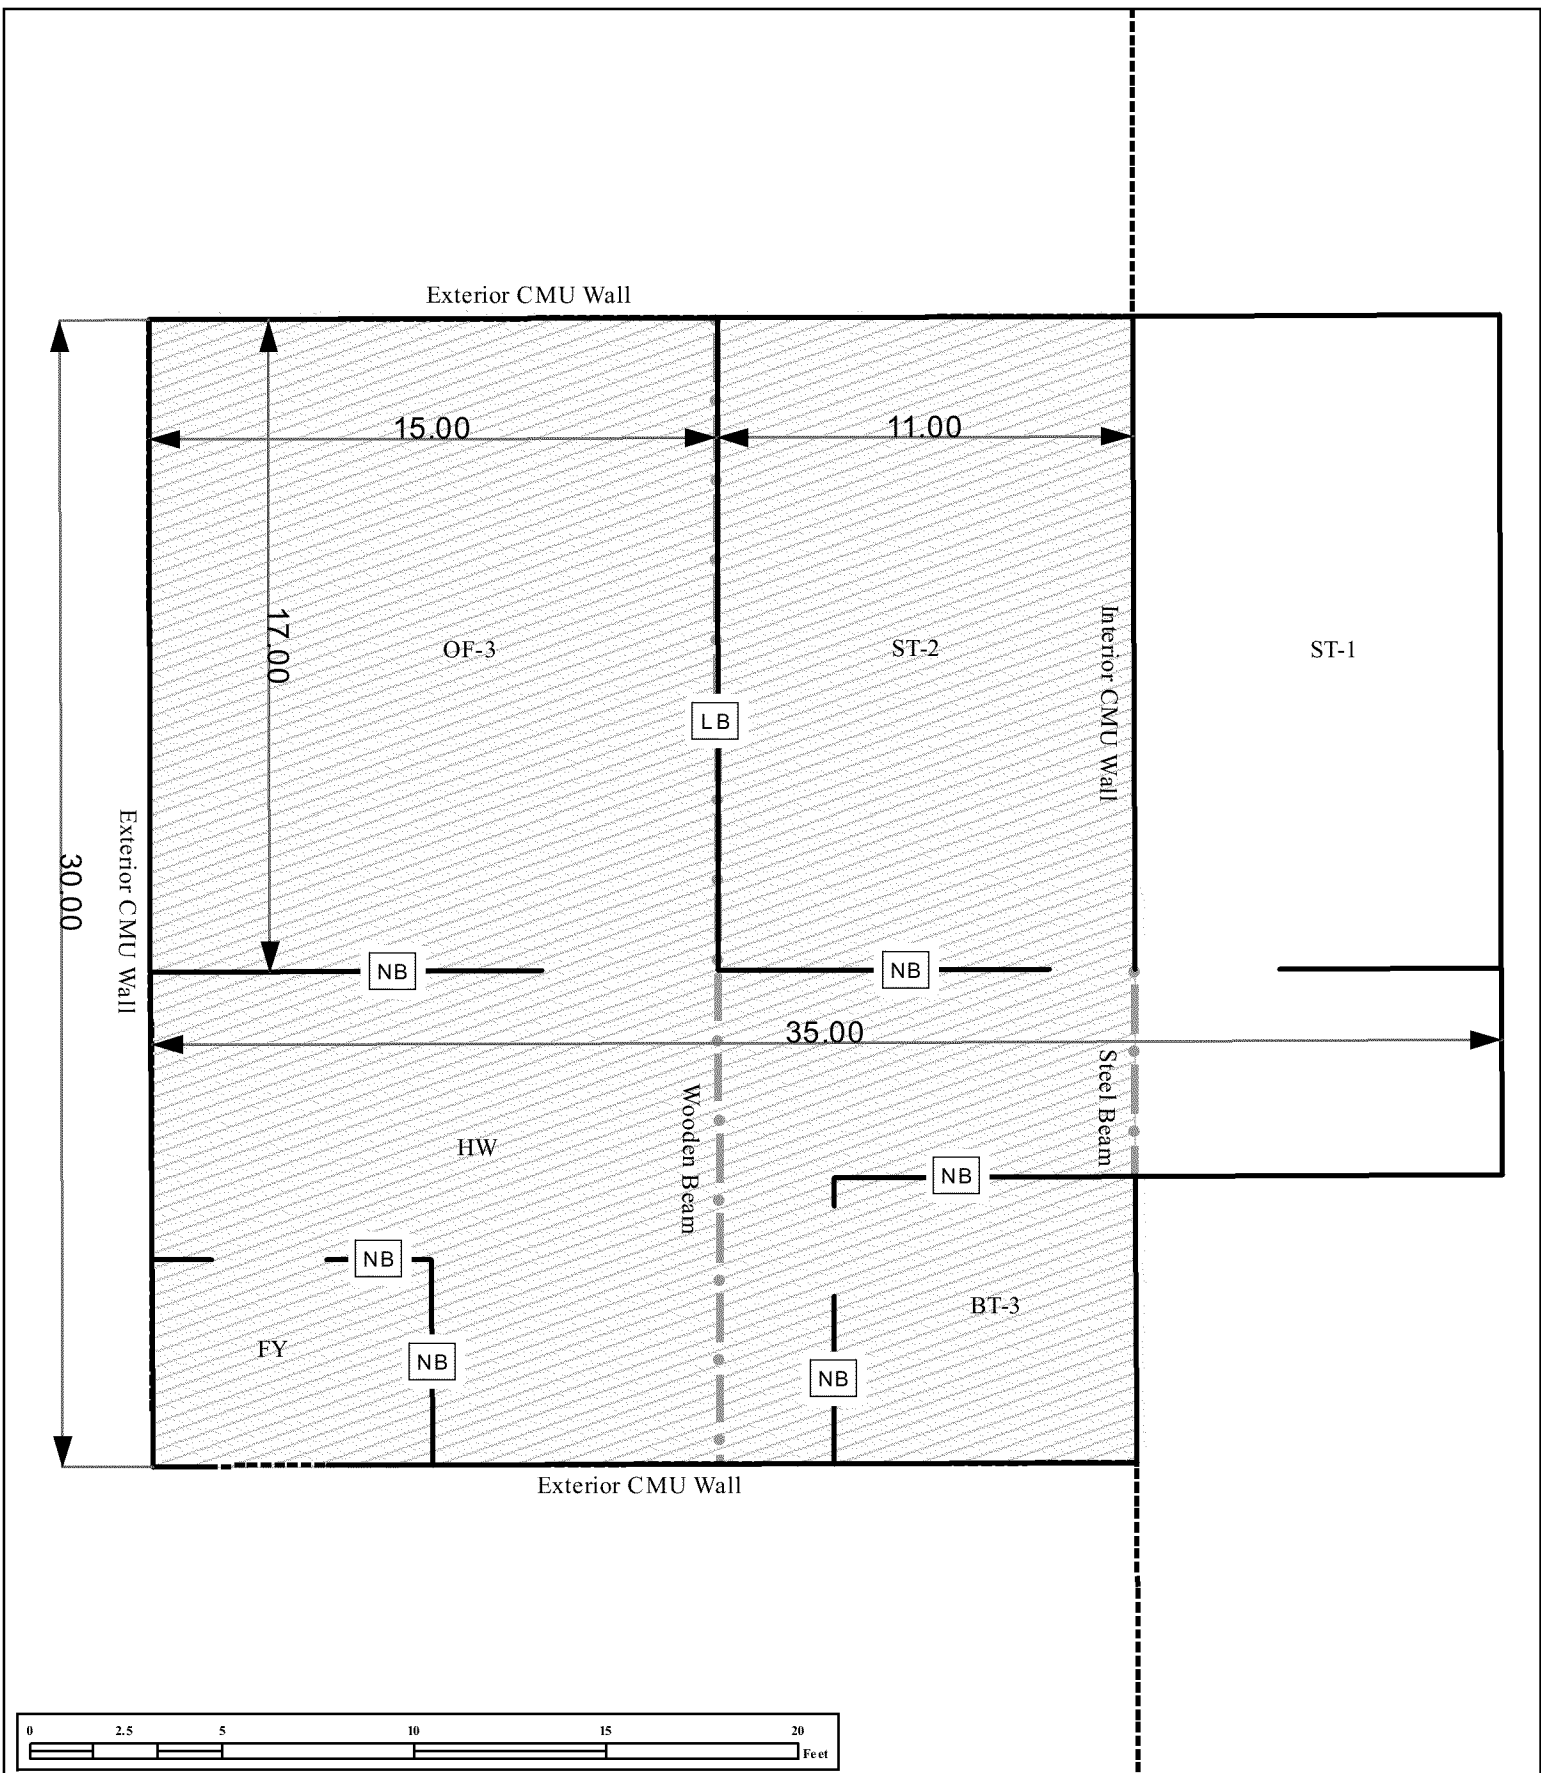 Exterior CMU Wall
15.00
11.00
17.00
OF-3
ST-2
Interior CMU Wall
ST-1
LB
Exterior CMU Wall
30.00
NB
NB
35.00
Wooden Beam
Steel Beam
HW
NB
NB
BT-3
FY
NB
NB
Exterior CMU Wall
0 2.5 5 10 15 20
Feet